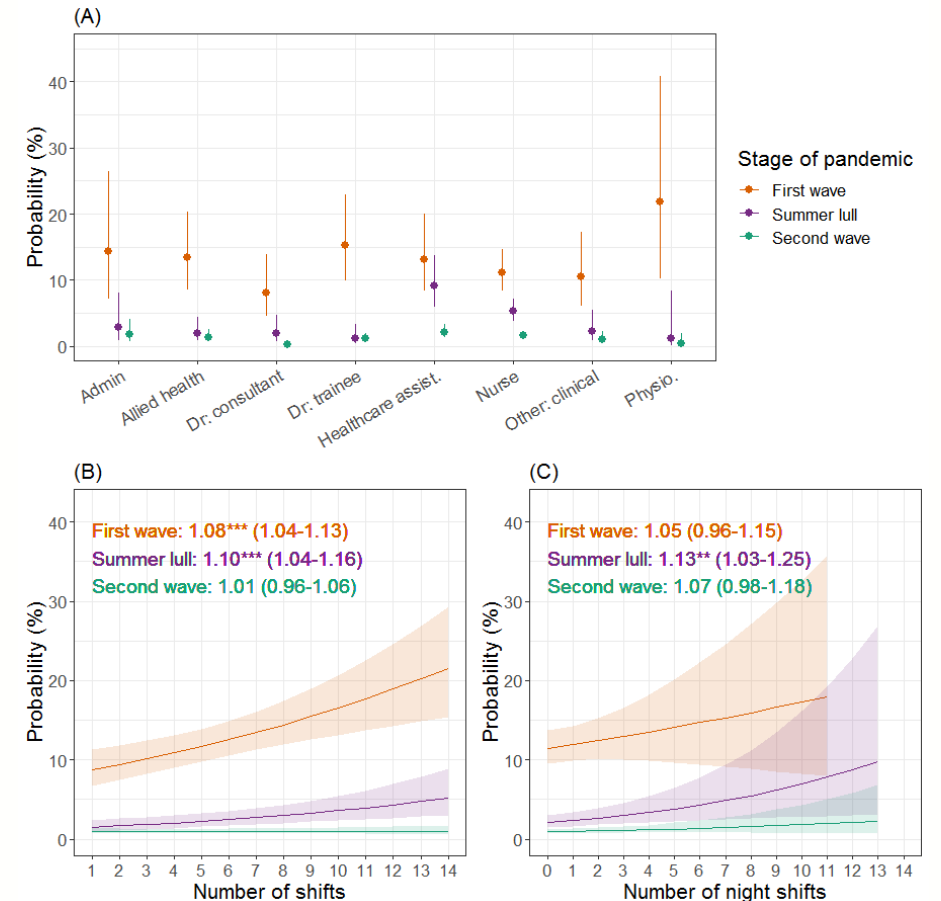 (A)
Probability (%)
40
30
20
10
0
Admin
Allied health
Dr: consultant
Dr: trainee
Healthcare assist.
Nurse
Other: clinical
Physio.
Stage of pandemic
First wave
Summer lull
Second wave
(B)
Probability (%)
40
30
20
10
0
First wave: 1.08*** (1.04-1.13)
Summer lull: 1.10*** (1.04-1.16)
Second wave: 1.01 (0.96-1.06)
1 2 3 4 5 6 7 8 9 10 11 12 13 14
Number of shifts
(C)
Probability (%)
40
30
20
10
0
First wave: 1.05 (0.96-1.15)
Summer lull: 1.13** (1.03-1.25)
Second wave: 1.07 (0.98-1.18)
0 1 2 3 4 5 6 7 8 9 10 11 12 13 14
Number of night shifts